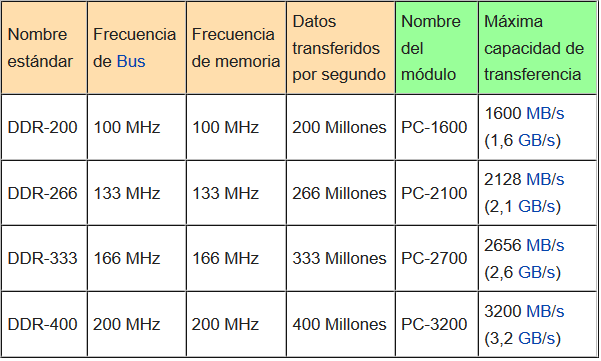 Nombre
estándar
Frecuencia
de Bus
Frecuencia
de memoria
Datos
transferidos
por segundo
Nombre
del
módulo
Máxima
capacidad de
transferencia
DDR-200
100 MHz
100 MHz
200 Millones
PC-1600
1600 MB/s
(1,6 GB/s)
DDR-266
133 MHz
133 MHz
266 Millones
PC-2100
2128 MB/s
(2,1 GB/s)
DDR-333
166 MHz
166 MHz
333 Millones
PC-2700
2656 MB/s
(2,6 GB/s)
DDR-400
200 MHz
200 MHz
400 Millones
PC-3200
3200 MB/s
(3,2 GB/s)